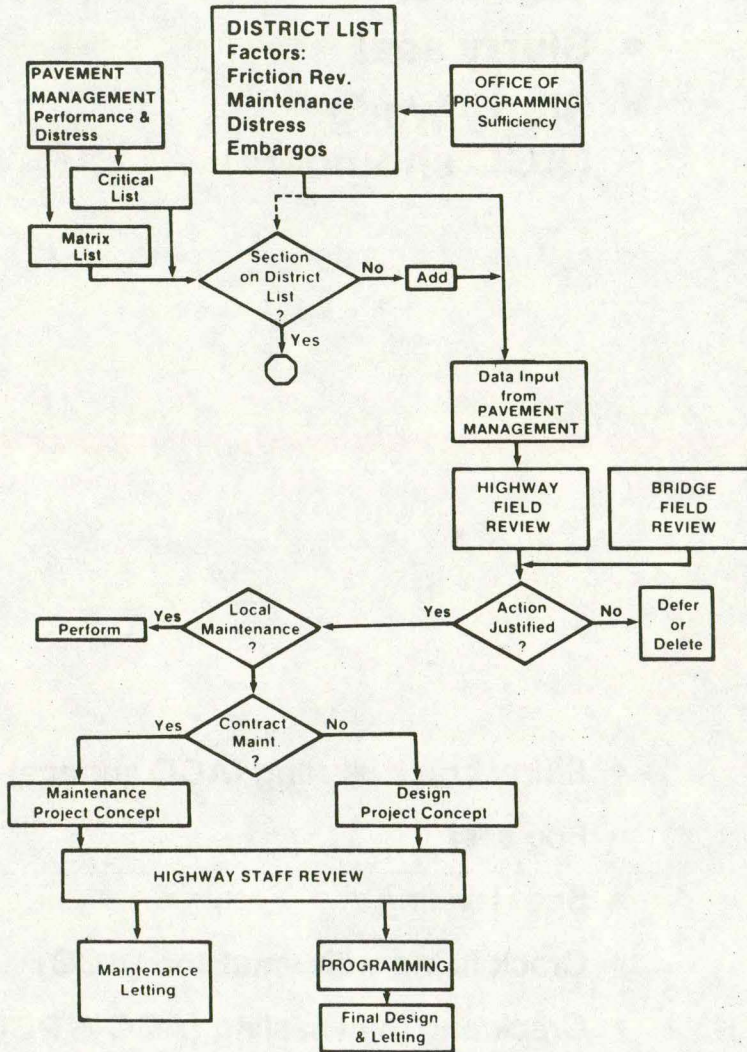 DISTRICT LIST
Factors:
Friction Rev.
Maintenance
Distress
Embargos
PAVEMENT
MANAGEMENT
Performance &
Distress
OFFICE OF
PROGRAMMING
Sufficiency
Critical
List
Matrix
List
Section
on District
List
?
No
Add
Yes
Data Input
from
PAVEMENT
MANAGEMENT
HIGHWAY
FIELD
REVIEW
BRIDGE
FIELD
REVIEW
Action
Justified
?
No
Defer
or
Delete
Yes
Local
Maintenance
?
Yes
Perform
Contract
Maint.
?
Yes
No
Maintenance
Project Concept
Design
Project Concept
HIGHWAY STAFF REVIEW
Maintenance
Letting
PROGRAMMING
Final Design
& Letting